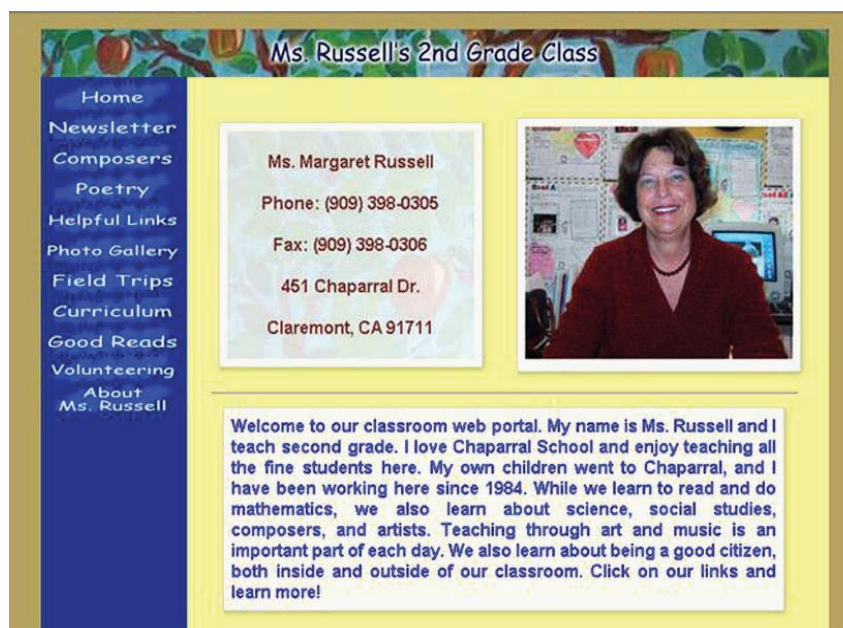 Ms. Russell's 2nd Grade Class
Home
Newsletter
Composers
Poetry
Helpful Links
Photo Gallery
Field Trips
Curriculum
Good Reads
Volunteering
About
Ms. Russell
Ms. Margaret Russell
Phone: (909) 398-0305
Fax: (909) 398-0306
451 Chaparral Dr.
Claremont, CA 91711
Welcome to our classroom web portal. My name is Ms. Russell and I
teach second grade. I love Chaparral School and enjoy teaching all
the fine students here. My own children went to Chaparral, and I
have been working here since 1984. While we learn to read and do
mathematics, we also learn about science, social studies,
composers, and artists. Teaching through art and music is an
important part of each day. We also learn about being a good citizen,
both inside and outside of our classroom. Click on our links and
learn more!